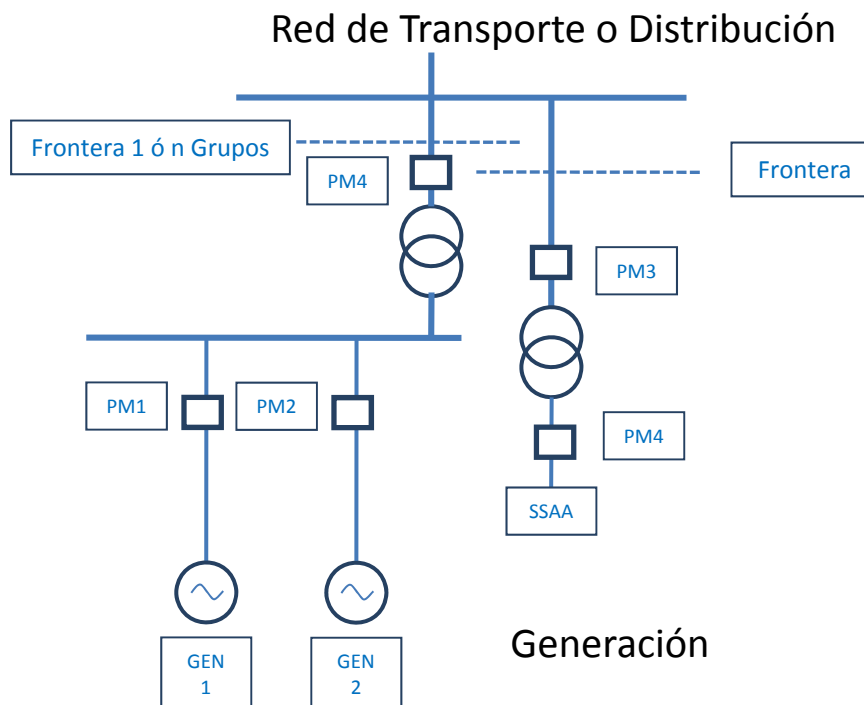 Red de Transporte o Distribución
Frontera 1 ó n Grupos
PM4
Frontera
PM3
PM1
PM2
PM4
SSAA
Generación
GEN
1
GEN
2